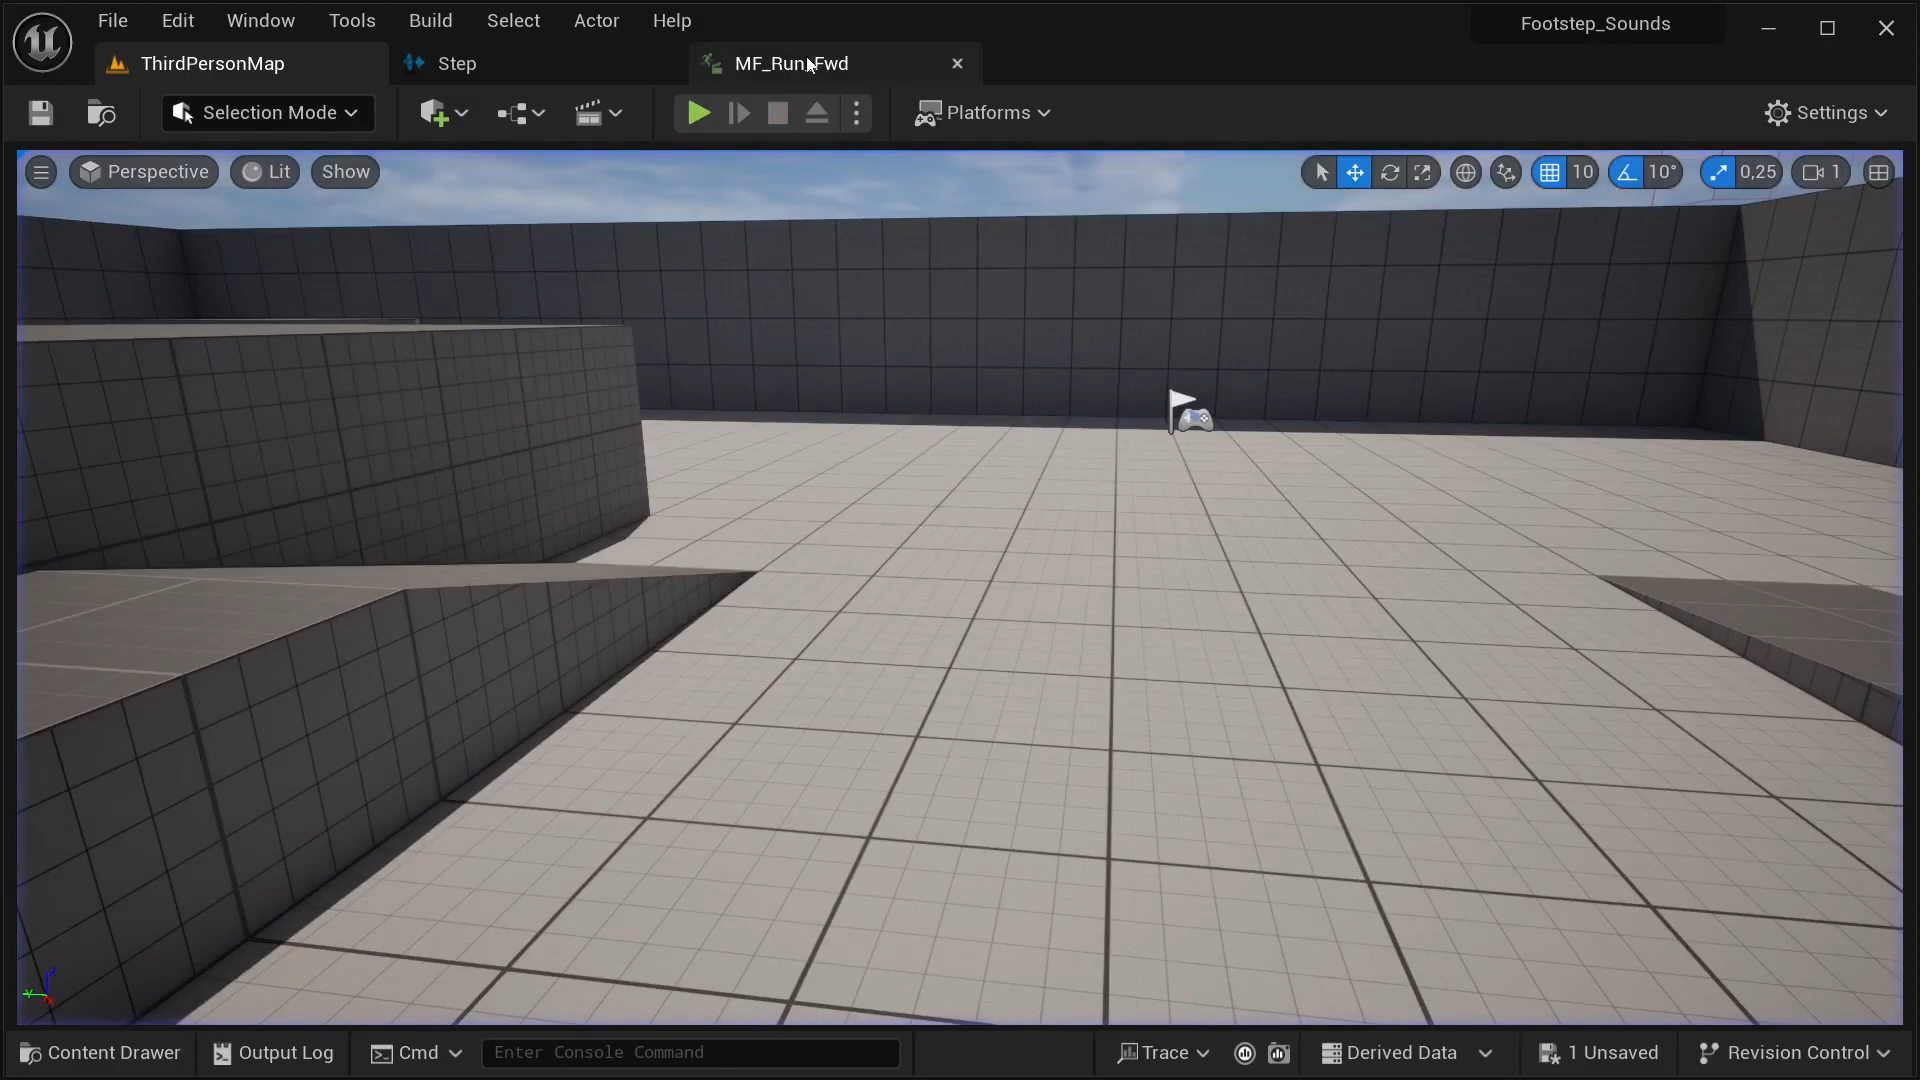 File Edit Window Tools Build Select Actor Help
Footstep_Sounds
ThirdPersonMap Step MF_Run_Fwd
Selection Mode Platforms Settings
Perspective Lit Show 10 10° 0,25 1
Content Drawer Output Log Cmd Enter Console Command Trace Derived Data 1 Unsaved Revision Control